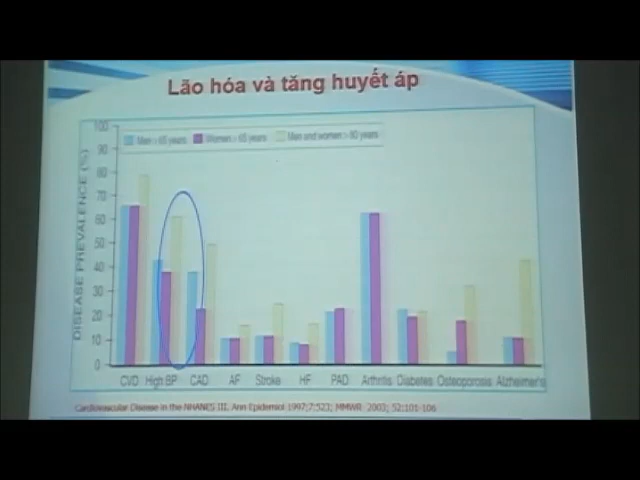 Lão hóa và tăng huyết áp
100
90
80
70
60
50
40
30
20
10
0
DISEASE PREVALENCE (%)
Men > 65 years Women > 65 years Men and women > 80 years
CVD High BP CAD AF Stroke HF PAD Arthritis Diabetes Osteoporosis Alzheimer's
Cardiovascular Disease in the NHANES III. Ann Epidemiol 1997;7:523; MMWR 2003; 52:101-106